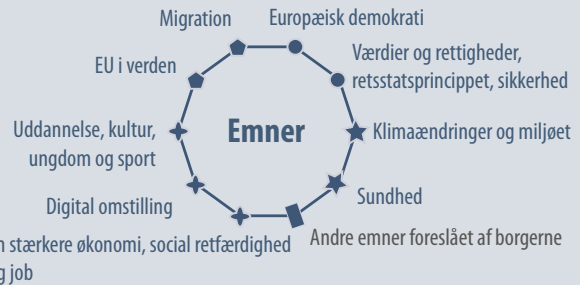 Migration
Europæisk demokrati
Værdier og rettigheder,
retsstatsprincippet, sikkerhed
EU i verden
Emner
Klimaændringer og miljøet
Uddannelse, kultur,
ungdom og sport
Sundhed
Digital omstilling
Andre emner foreslået af borgerne
stærkere økonomi, social retfærdighed
job